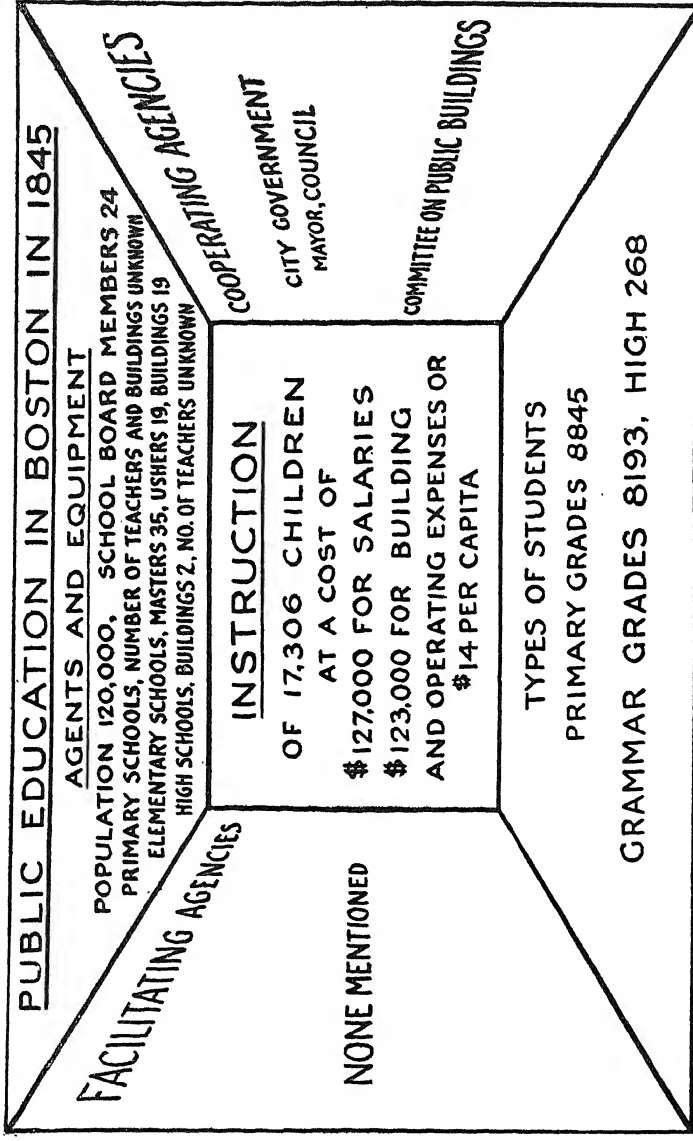 PUBLIC EDUCATION IN BOSTON IN 1845
AGENTS AND EQUIPMENT
POPULATION 120,000, SCHOOL BOARD MEMBERS 24
PRIMARY SCHOOLS, NUMBER OF TEACHERS AND BUILDINGS UNKNOWN
ELEMENTARY SCHOOLS, MASTERS 35, USHERS 19, BUILDINGS 19
HIGH SCHOOLS, BUILDINGS 2, NO. OF TEACHERS UNKNOWN
FACILITATING AGENCIES
NONE MENTIONED
INSTRUCTION
OF 17,306 CHILDREN
AT A COST OF
$127,000 FOR SALARIES
$123,000 FOR BUILDING
AND OPERATING EXPENSES OR
$14 PER CAPITA
COOPERATING AGENCIES
CITY GOVERNMENT
MAYOR, COUNCIL
COMMITTEE ON PUBLIC BUILDINGS
TYPES OF STUDENTS
PRIMARY GRADES 8845
GRAMMAR GRADES 8193, HIGH 268